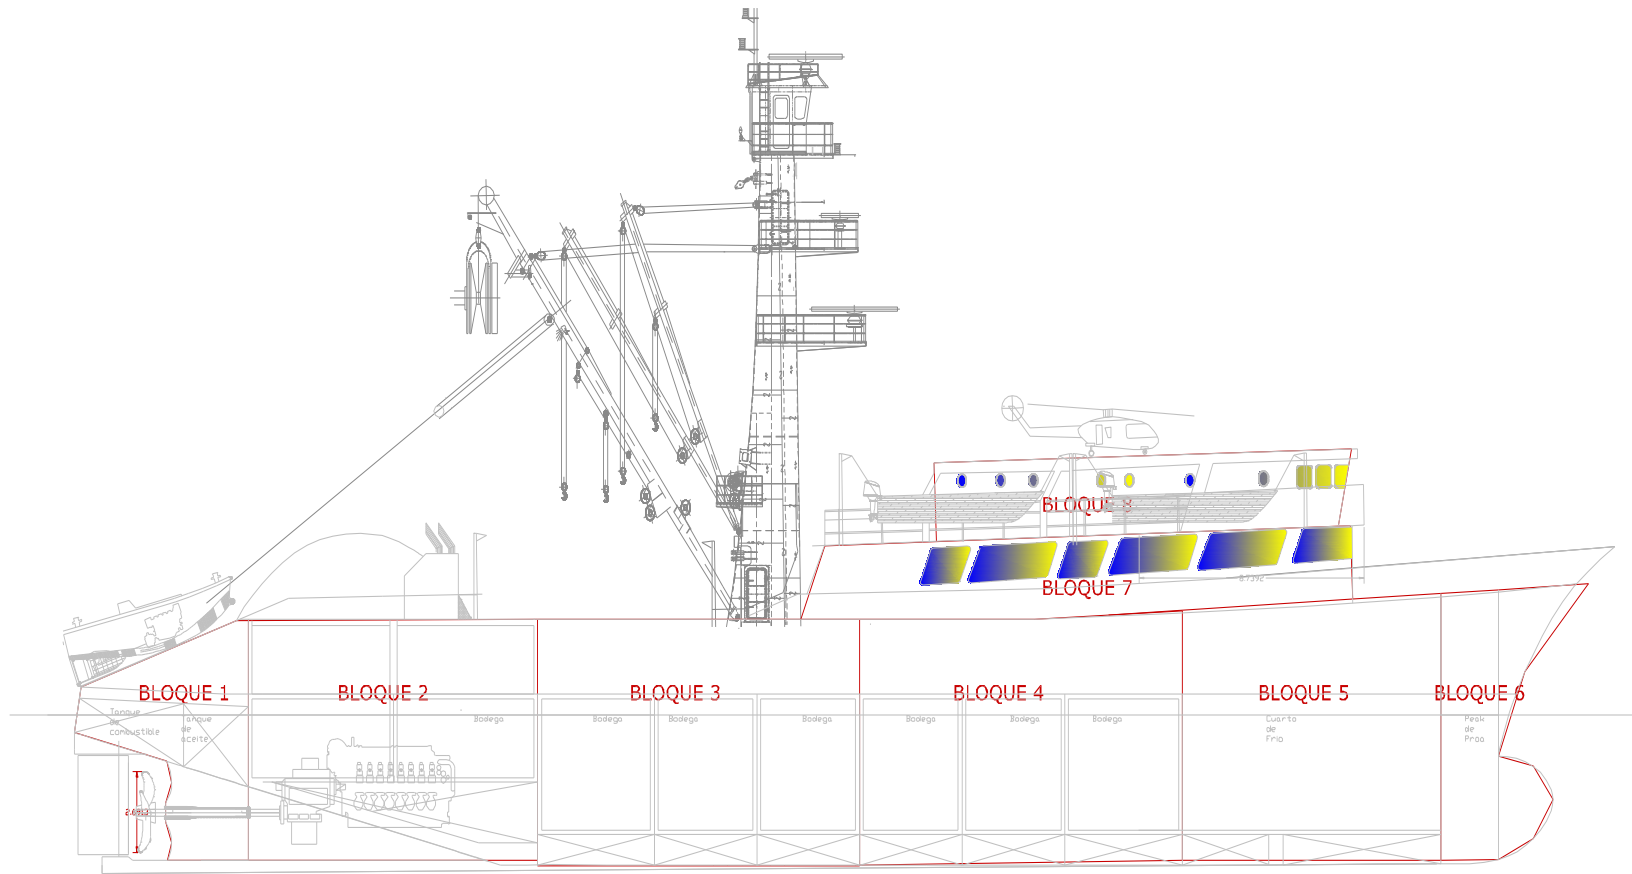 BLOQUE 8
BLOQUE 7
BLOQUE 1
BLOQUE 2
BLOQUE 3
BLOQUE 4
BLOQUE 5
BLOQUE 6
Tanque
de
combustible
Tanque
de
aceite
Bodega
Bodega
Bodega
Bodega
Bodega
Bodega
Cuarto
de
Frio
Peak
de
Proa